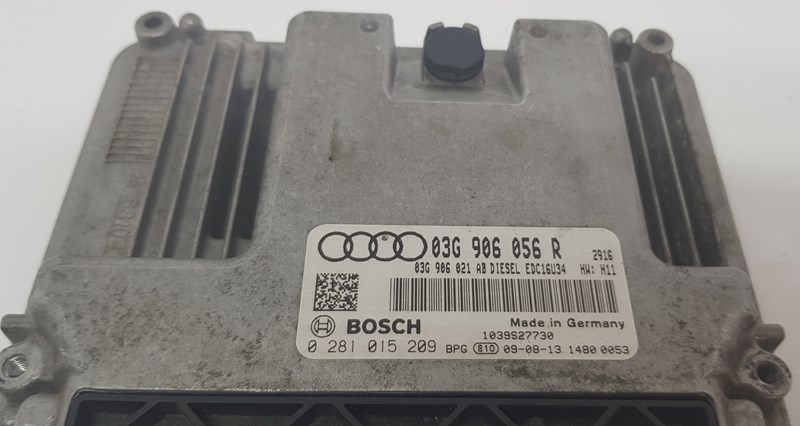 03G 906 056 R 2916
03G 906 021 AB DIESEL EDC16U34 HW: H11
BOSCH Made in Germany
1039S27730
0 281 015 209 BPG 810 09-08-13 1480 0053